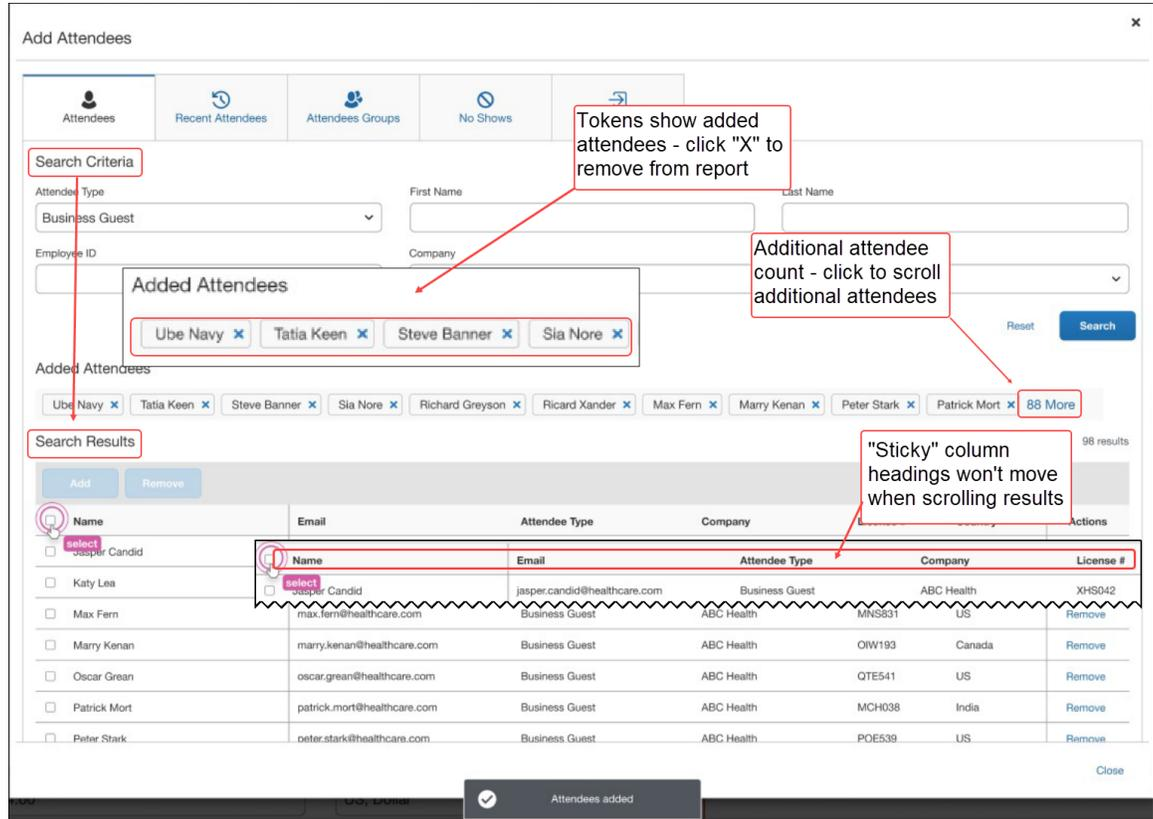 Add Attendees
×
Attendees
Recent Attendees
Attendees Groups
No Shows
Tokens show added
attendees - click "X" to
remove from report
Search Criteria
Attendee Type
First Name
Last Name
Business Guest
Employee ID
Company
Additional attendee
count - click to scroll
additional attendees
Added Attendees
Ube Navy × Tatia Keen × Steve Banner × Sia Nore ×
Reset
Search
Added Attendees
Ube Navy × Tatia Keen × Steve Banner × Sia Nore × Richard Greyson × Ricard Xander × Max Fern × Marry Kenan × Peter Stark × Patrick Mort × 88 More
Search Results
98 results
"Sticky" column
headings won't move
when scrolling results
Add Remove
Name Email Attendee Type Company Actions
select
Jasper Candid
Name Email Attendee Type Company License #
select
Jasper Candid jasper.candid@healthcare.com Business Guest ABC Health XHS042
Katy Lea
Max Fern max.fern@healthcare.com Business Guest ABC Health MNS831 US Remove
Marry Kenan marry.kenan@healthcare.com Business Guest ABC Health OIW193 Canada Remove
Oscar Grean oscar.grean@healthcare.com Business Guest ABC Health QTE541 US Remove
Patrick Mort patrick.mort@healthcare.com Business Guest ABC Health MCH038 India Remove
Peter Stark peter.stark@healthcare.com Business Guest ABC Health POE539 US Remove
Close
US, Dollar
Attendees added